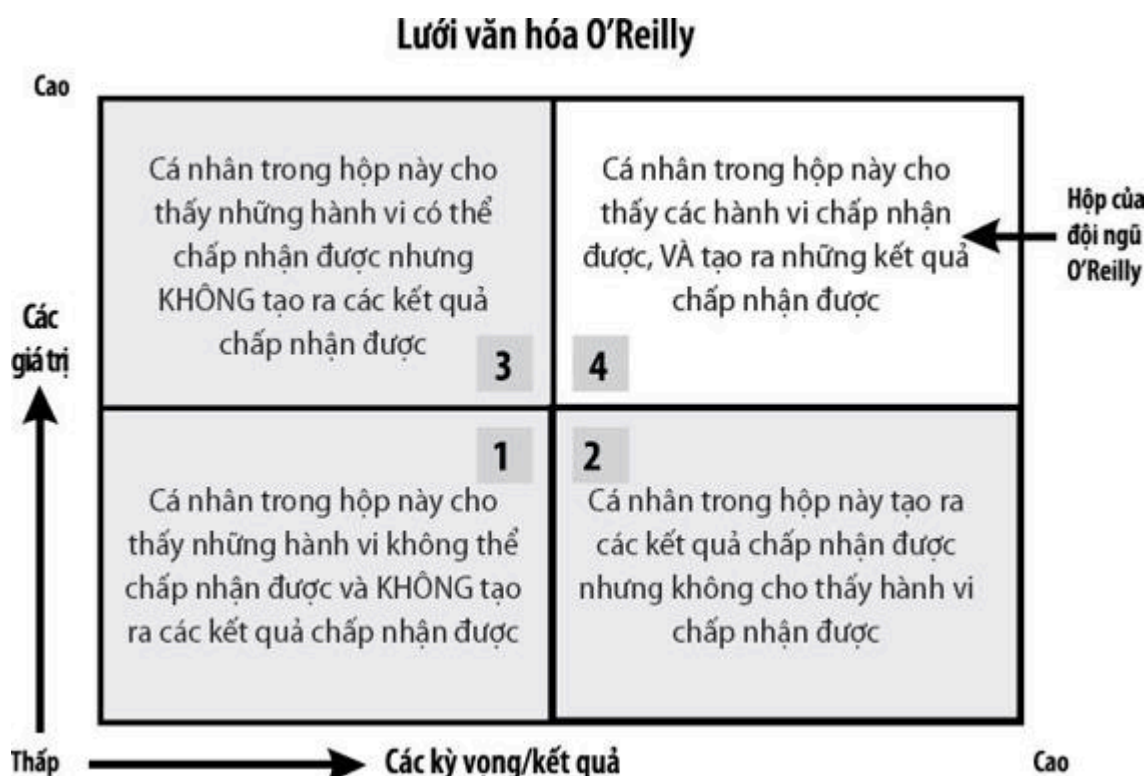 Lưới văn hóa O’Reilly
Cao
Cá nhân trong hộp này cho
thấy những hành vi có thể
chấp nhận được nhưng
KHÔNG tạo ra các kết quả
chấp nhận được
3
Cá nhân trong hộp này cho
thấy các hành vi chấp nhận
được, VÀ tạo ra những kết quả
chấp nhận được
4
Hộp của
đội ngũ
O’Reilly
Các
giá trị
1
Cá nhân trong hộp này cho
thấy những hành vi không thể
chấp nhận được và KHÔNG tạo
ra các kết quả chấp nhận được
2
Cá nhân trong hộp này tạo ra
các kết quả chấp nhận được
nhưng không cho thấy hành vi
chấp nhận được
Thấp
Các kỳ vọng/kết quả
Cao